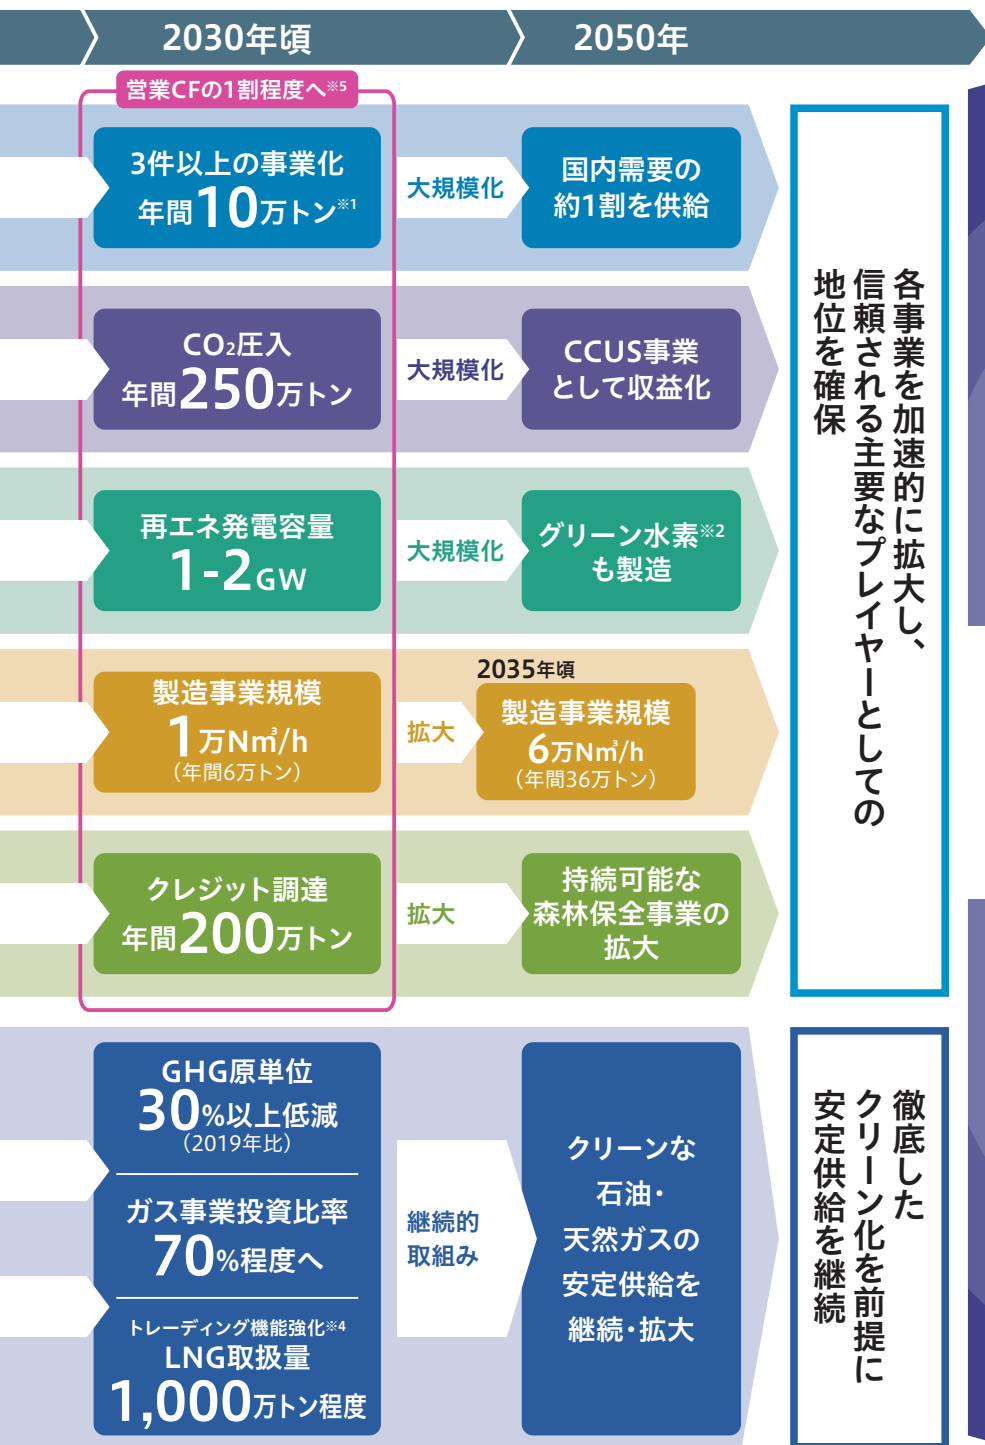 2030年頃
2050年
営業CFの1割程度へ※5
3件以上の事業化
年間10万トン※1
大規模化
国内需要の
約1割を供給
CO₂圧入
年間250万トン
大規模化
CCUS事業
として収益化
再エネ発電容量
1-2GW
大規模化
グリーン水素※2
も製造
製造事業規模
1万Nm³/h
（年間6万トン）
拡大
2035年頃
製造事業規模
6万Nm³/h
（年間36万トン）
クレジット調達
年間200万トン
拡大
持続可能な
森林保全事業の
拡大
各事業を加速的に拡大し、
信頼される主要なプレイヤーとしての
地位を確保
GHG原単位
30%以上低減
（2019年比）
ガス事業投資比率
70%程度へ
トレーディング機能強化※4
LNG取扱量
1,000万トン程度
継続的
取組み
クリーンな
石油・
天然ガスの
安定供給を
継続・拡大
徹底した
クリーン化を前提に
安定供給を継続